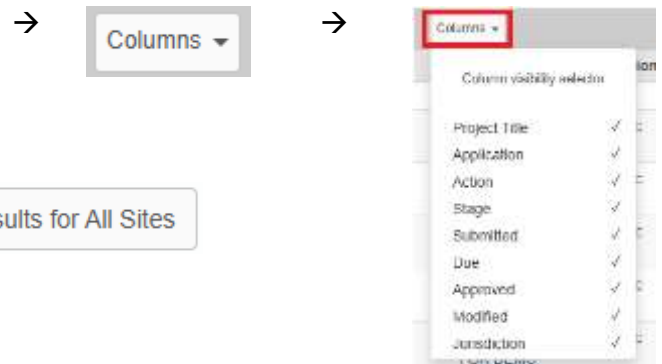 → Columns → Columns
Column visibility selector
Project Title ✓
Application ✓
Action ✓
Stage ✓
Submitted ✓
Due ✓
Approved ✓
Modified ✓
Jurisdiction ✓
sults for All Sites